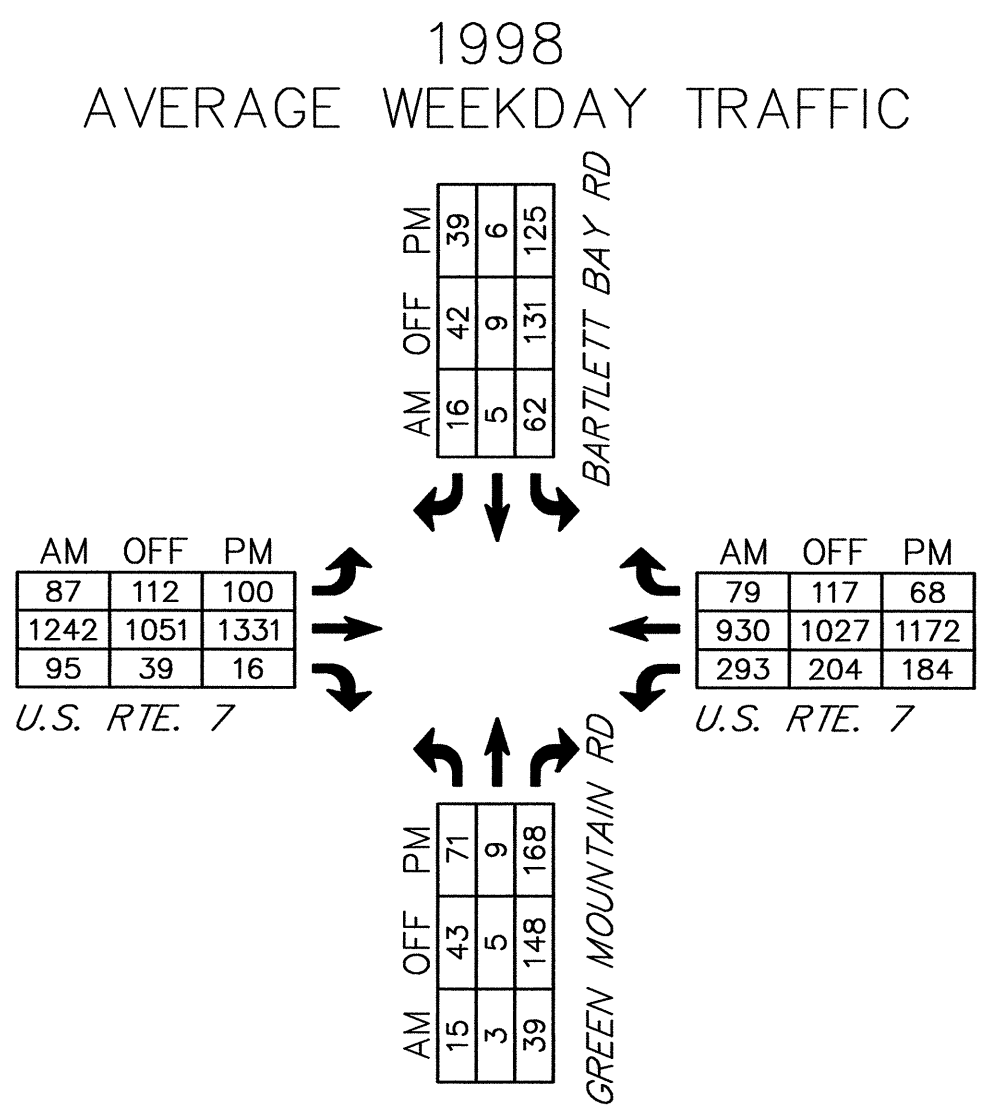 1998
AVERAGE WEEKDAY TRAFFIC
AM OFF PM
16 42 39
5 9 6
62 131 125
BARTLETT BAY RD
AM OFF PM
87 112 100
1242 1051 1331
95 39 16
U.S. RTE. 7
AM OFF PM
79 117 68
930 1027 1172
293 204 184
U.S. RTE. 7
AM OFF PM
15 43 71
3 5 9
39 148 168
GREEN MOUNTAIN RD